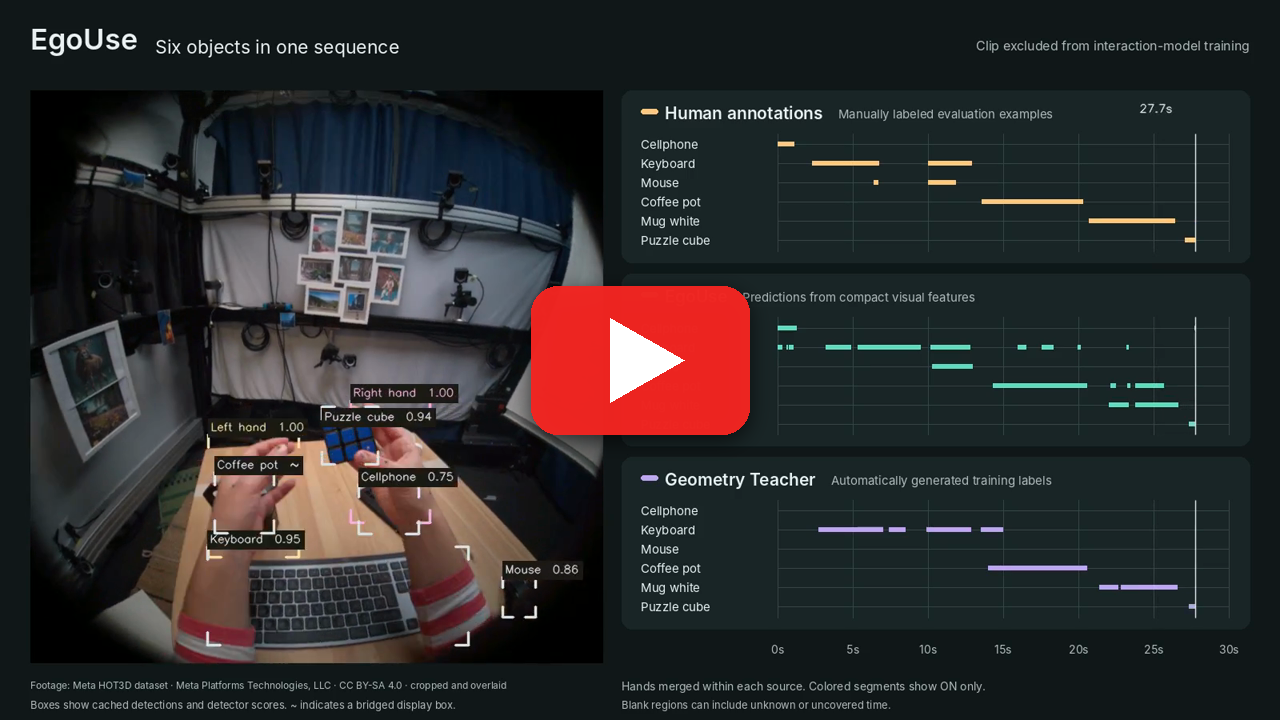 EgoUse Six objects in one sequence
Clip excluded from interaction-model training
Right hand 1.00
Puzzle cube 0.94
Left hand 1.00
Coffee pot ~
Cellphone 0.75
Keyboard 0.95
Mouse 0.86
Human annotations Manually labeled evaluation examples
27.7s
Cellphone
Keyboard
Mouse
Coffee pot
Mug white
Puzzle cube
Predictions from compact visual features
Geometry Teacher Automatically generated training labels
Cellphone
Keyboard
Mouse
Coffee pot
Mug white
Puzzle cube
0s 5s 10s 15s 20s 25s 30s
Footage: Meta HOT3D dataset · Meta Platforms Technologies, LLC · CC BY-SA 4.0 · cropped and overlaid
Boxes show cached detections and detector scores. ~ indicates a bridged display box.
Hands merged within each source. Colored segments show ON only.
Blank regions can include unknown or uncovered time.